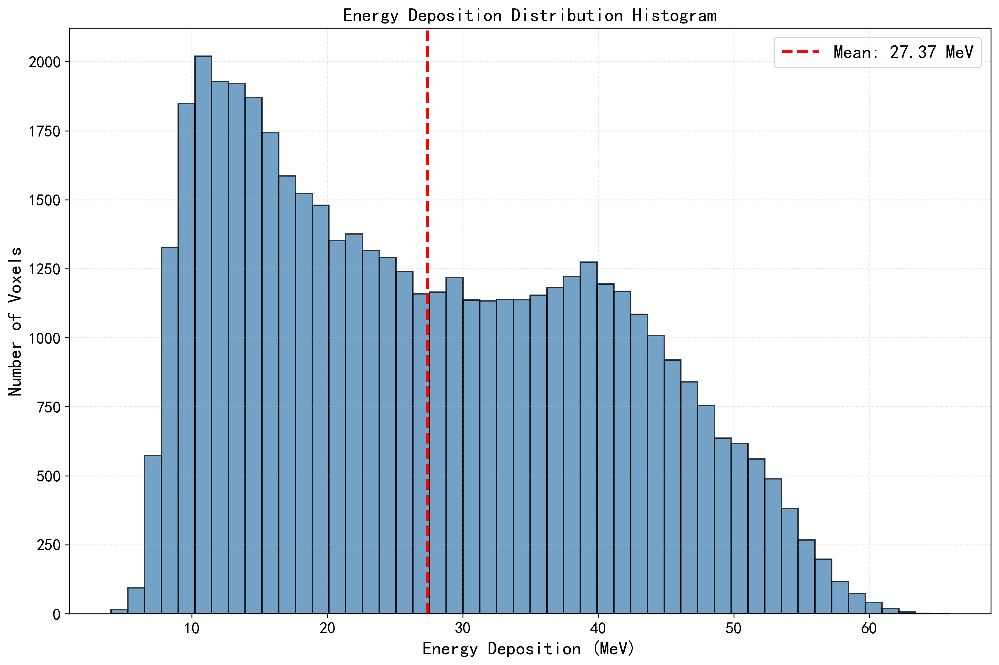 Energy Deposition Distribution Histogram
Mean: 27.37 MeV
Number of Voxels
2000
1750
1500
1250
1000
750
500
250
0
10 20 30 40 50 60
Energy Deposition (MeV)